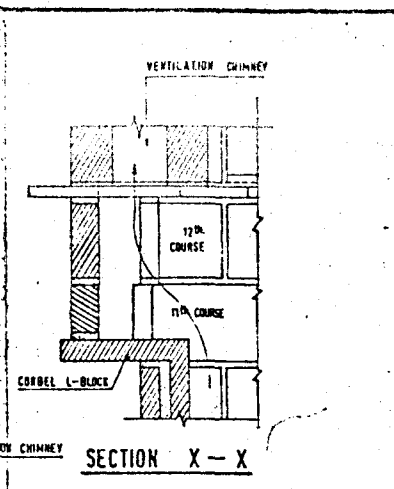 VENTILATION CHIMNEY
12th
COURSE
11th COURSE
CORBEL L-BLOCK
CHIMNEY
SECTION X - X